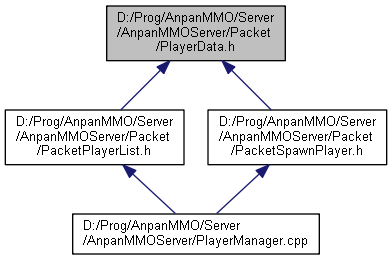 D:/Prog/AnpanMMO/Server
/AnpanMMOServer/Packet
/PlayerData.h
D:/Prog/AnpanMMO/Server
/AnpanMMOServer/Packet
/PacketPlayerList.h
D:/Prog/AnpanMMO/Server
/AnpanMMOServer/Packet
/PacketSpawnPlayer.h
D:/Prog/AnpanMMO/Server
/AnpanMMOServer/PlayerManager.cpp